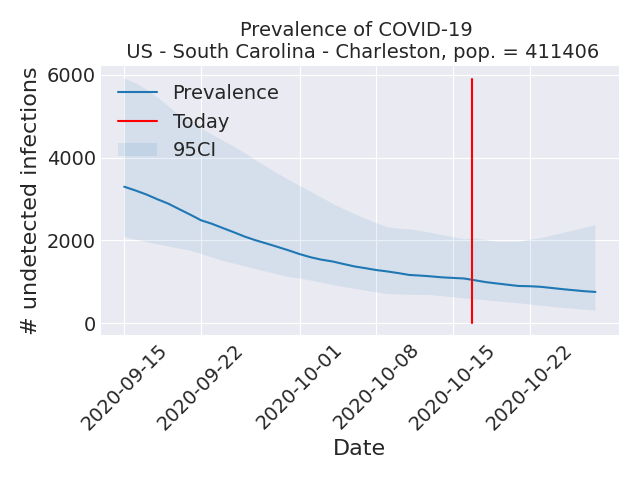 Prevalence of COVID-19
US - South Carolina - Charleston, pop. = 411406
# undetected infections
6000
4000
2000
0
Prevalence
Today
95CI
2020-09-15
2020-09-22
2020-10-01
2020-10-08
2020-10-15
2020-10-22
Date